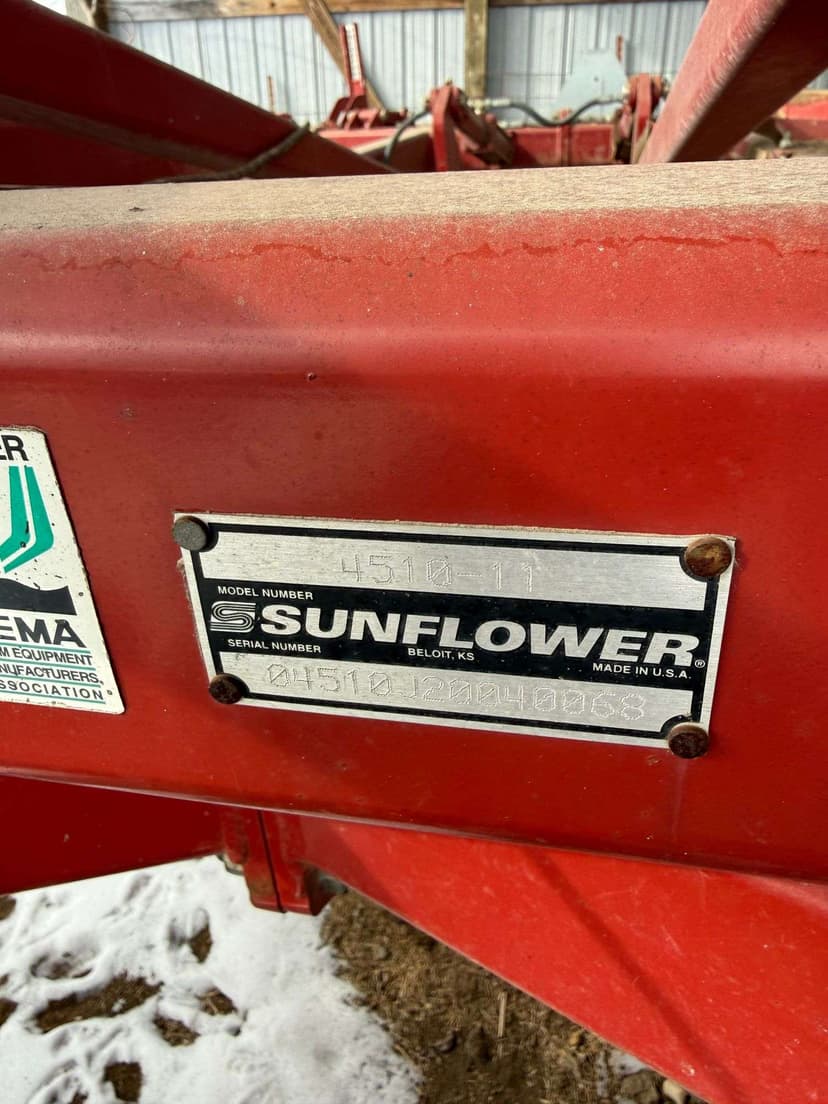 ER
EMA
M EQUIPMENT
NUFACTURERS
SSOCIATION
4510-11
MODEL NUMBER
SUNFLOWER®
SERIAL NUMBER
BELOIT, KS
MADE IN U.S.A.
04510J20040068